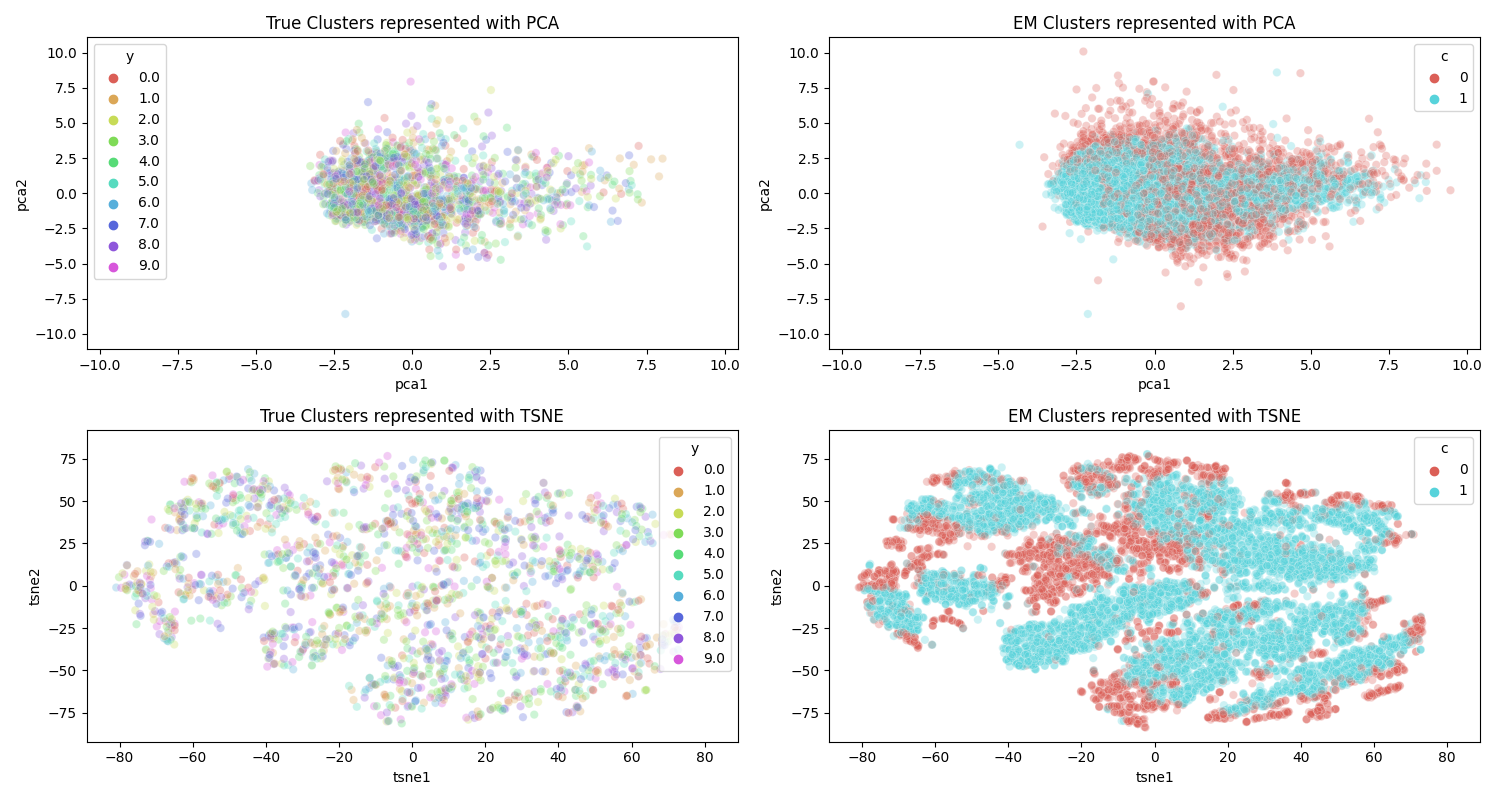 True Clusters represented with PCA
y
0.0
1.0
2.0
3.0
4.0
5.0
6.0
7.0
8.0
9.0
10.0
7.5
5.0
2.5
0.0
−2.5
−5.0
−7.5
−10.0
pca2
−10.0 −7.5 −5.0 −2.5 0.0 2.5 5.0 7.5 10.0
pca1
EM Clusters represented with PCA
c
0
1
10.0
7.5
5.0
2.5
0.0
−2.5
−5.0
−7.5
−10.0
pca2
−10.0 −7.5 −5.0 −2.5 0.0 2.5 5.0 7.5 10.0
pca1
True Clusters represented with TSNE
y
0.0
1.0
2.0
3.0
4.0
5.0
6.0
7.0
8.0
9.0
75
50
25
0
−25
−50
−75
tsne2
−80 −60 −40 −20 0 20 40 60 80
tsne1
EM Clusters represented with TSNE
c
0
1
75
50
25
0
−25
−50
−75
tsne2
−80 −60 −40 −20 0 20 40 60 80
tsne1